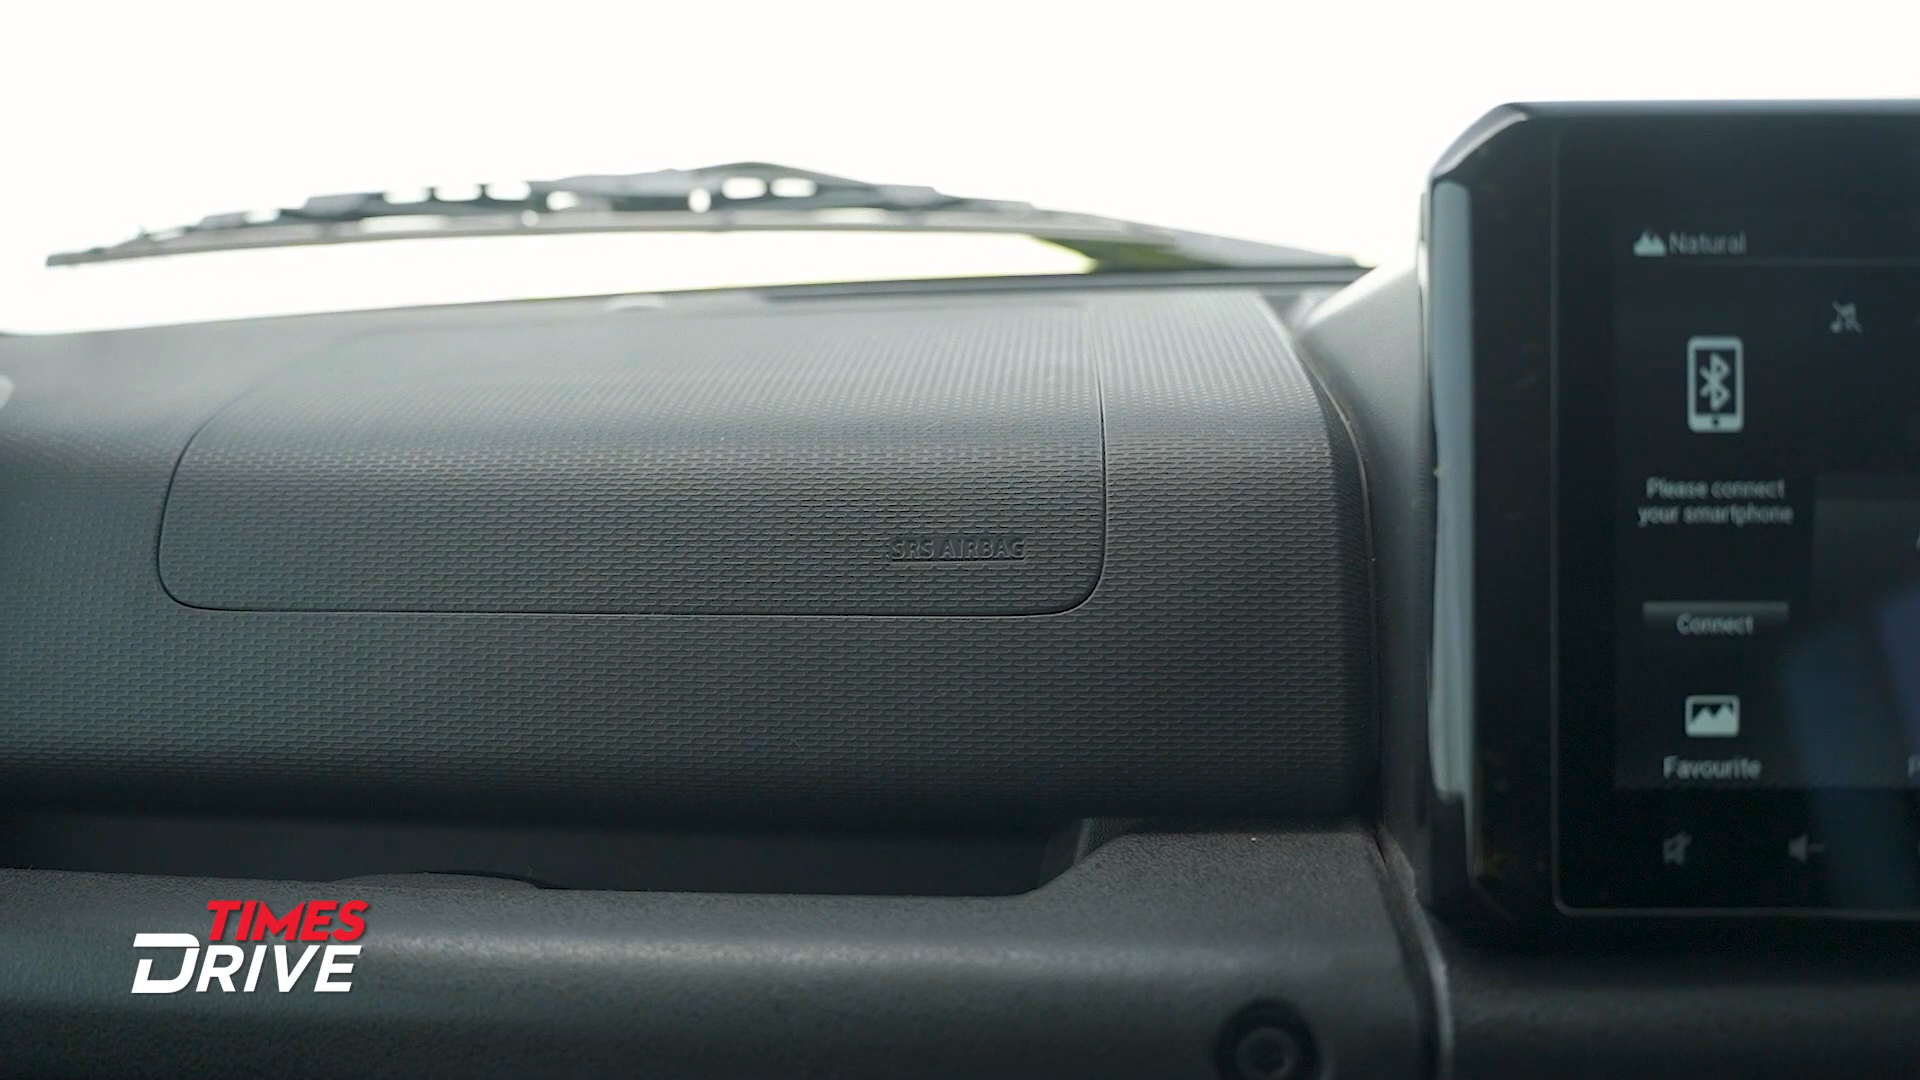 Natural
Please connect
your smartphone
Connect
Favourite
SRS AIRBAG
TIMES
DRIVE